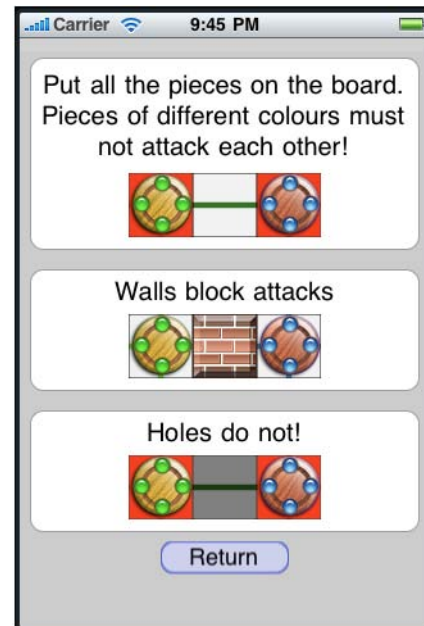 Carrier 9:45 PM
Put all the pieces on the board.
Pieces of different colours must
not attack each other!
Walls block attacks
Holes do not!
Return